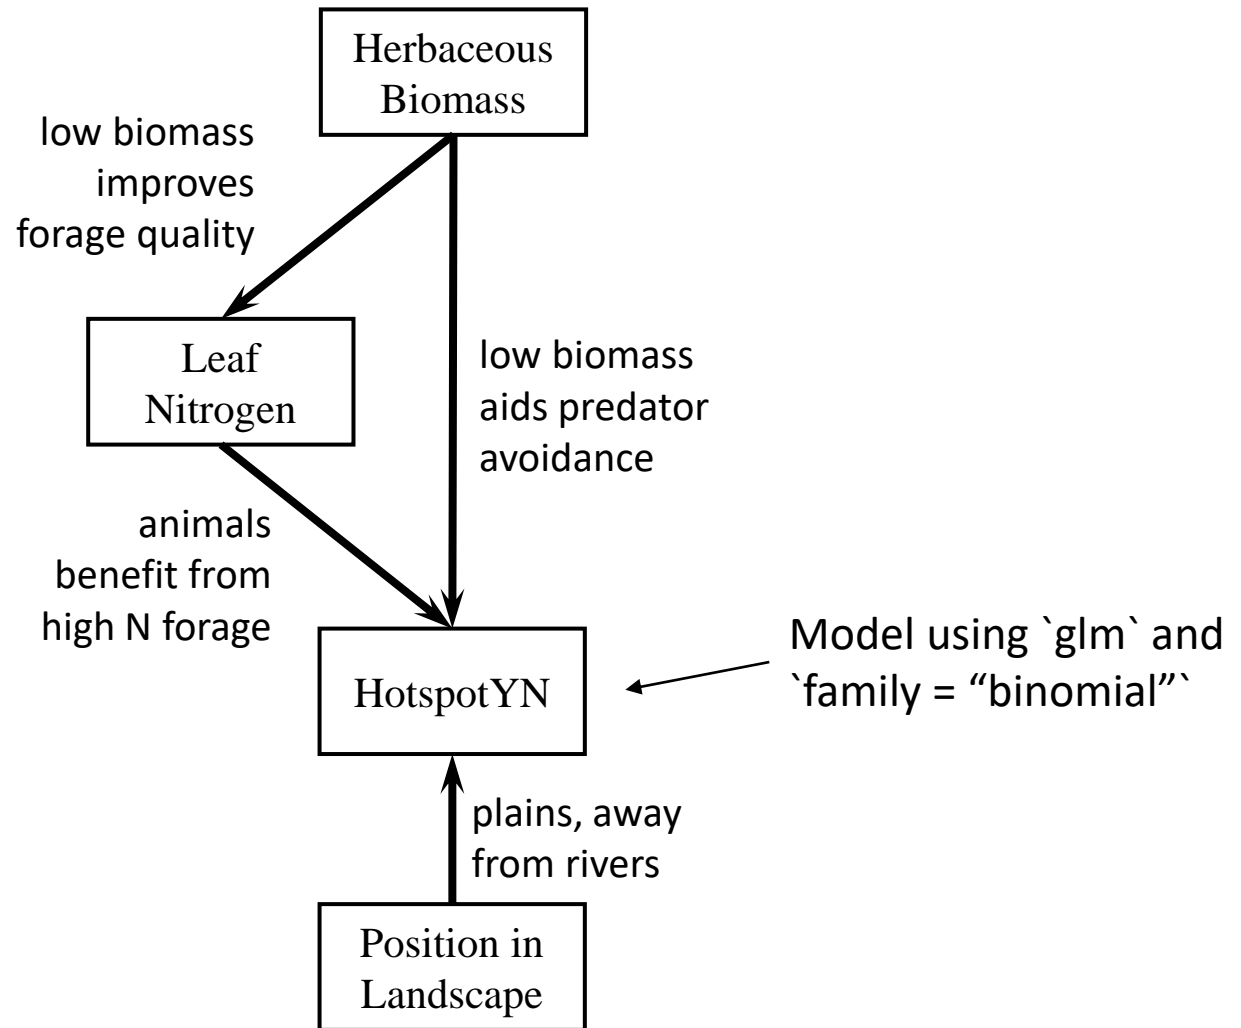 Herbaceous
Biomass
low biomass
improves
forage quality
Leaf
Nitrogen
low biomass
aids predator
avoidance
animals
benefit from
high N forage
HotspotYN
Model using `glm` and
`family = “binomial”`
plains, away
from rivers
Position in
Landscape